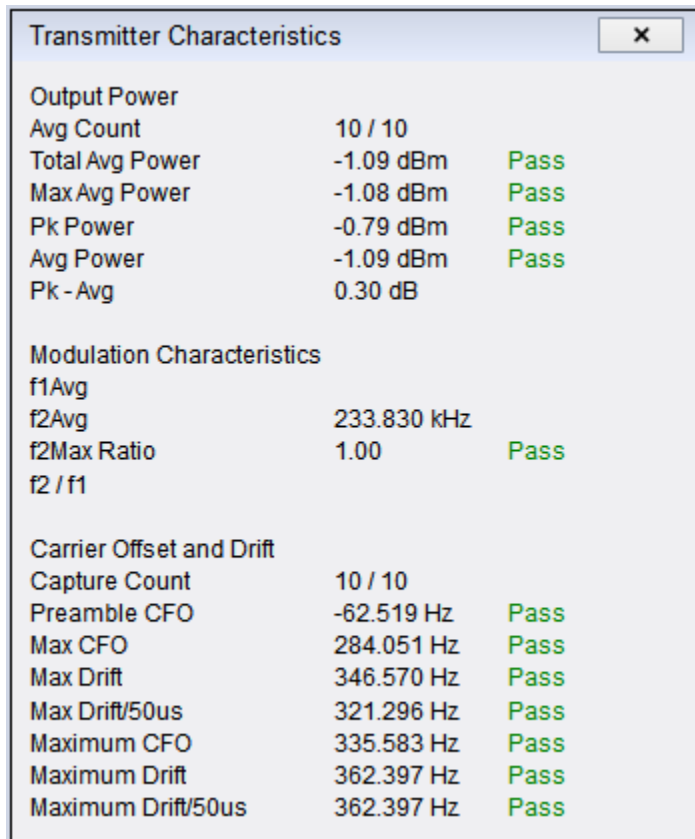 Transmitter Characteristics
Output Power
Avg Count 10 / 10
Total Avg Power -1.09 dBm Pass
Max Avg Power -1.08 dBm Pass
Pk Power -0.79 dBm Pass
Avg Power -1.09 dBm Pass
Pk - Avg 0.30 dB
Modulation Characteristics
f1Avg
f2Avg 233.830 kHz
f2Max Ratio 1.00 Pass
f2 / f1
Carrier Offset and Drift
Capture Count 10 / 10
Preamble CFO -62.519 Hz Pass
Max CFO 284.051 Hz Pass
Max Drift 346.570 Hz Pass
Max Drift/50us 321.296 Hz Pass
Maximum CFO 335.583 Hz Pass
Maximum Drift 362.397 Hz Pass
Maximum Drift/50us 362.397 Hz Pass